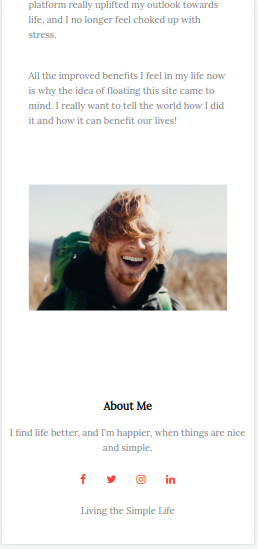 platform really uplifted my outlook towards
life, and I no longer feel choked up with
stress.
All the improved benefits I feel in my life now
is why the idea of floating this site came to
mind. I really want to tell the world how I did
it and how it can benefit our lives!
About Me
I find life better, and I'm happier, when things are nice
and simple.
Living the Simple Life